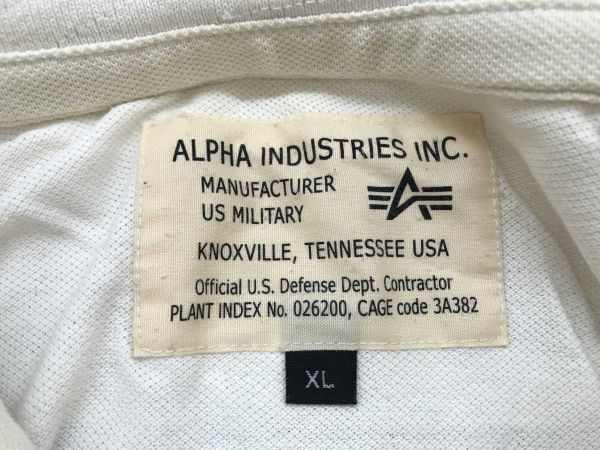 ALPHA INDUSTRIES INC.
MANUFACTURER
US MILITARY
KNOXVILLE, TENNESSEE USA
Official U.S. Defense Dept. Contractor
PLANT INDEX No. 026200, CAGE code 3A382
XL